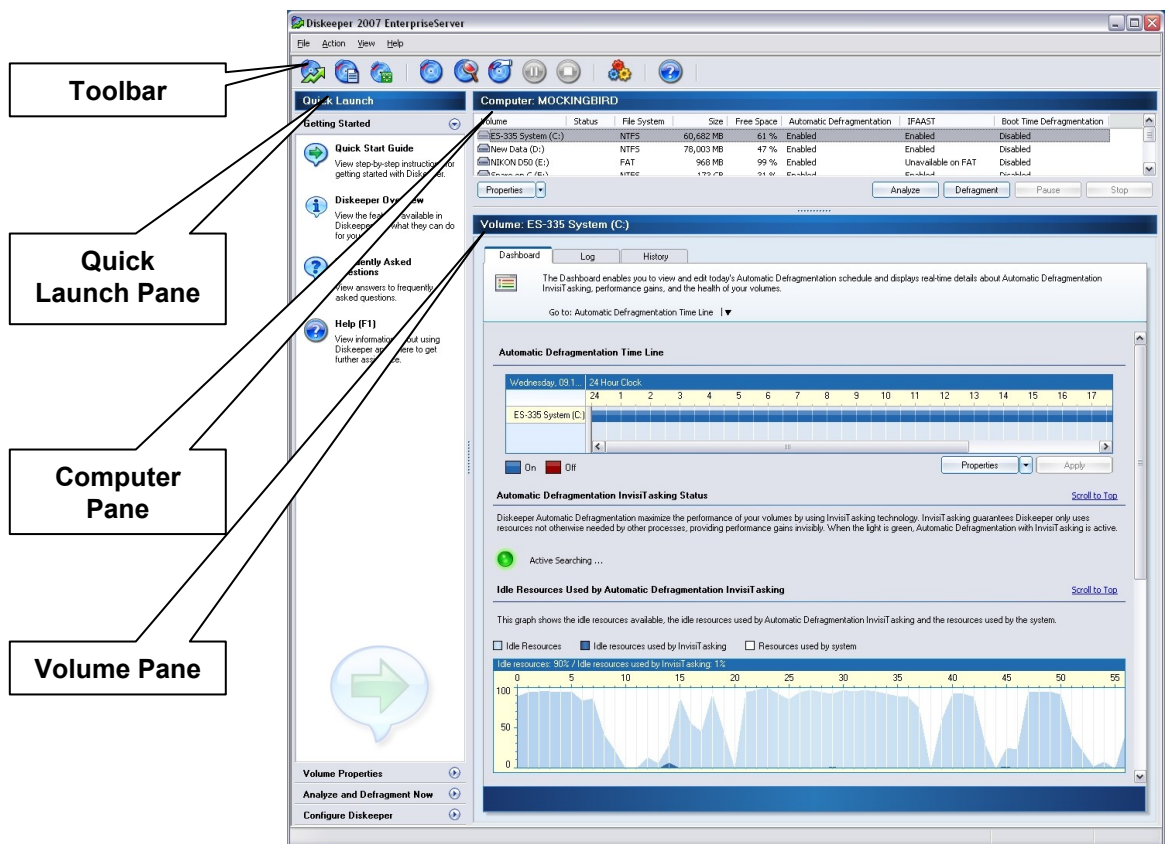 Diskeeper 2007 EnterpriseServer
File Action View Help
Toolbar
Quick
Launch Pane
Computer
Pane
Volume Pane
Quick Launch
Getting Started
Quick Start Guide
View step-by-step instructions for
getting started with Diskeeper.
Diskeeper
View the available in
Diskeeper what they can do
for you
Asked
View answers to frequently
asked questions.
Help (F1)
View using
Diskeeper to get
further
Volume Properties
Analyze and Defragment Now
Configure Diskeeper
Computer: MOCKINGBIRD
Volume Status File System Size Free Space Automatic Defragmentation IFAAST Boot Time Defragmentation
ES-335 System (C:) NTFS 60,682 MB 61 % Enabled Enabled Disabled
New Data (D:) NTFS 78,003 MB 47 % Enabled Enabled Disabled
NIKON D50 (E:) FAT 968 MB 99 % Enabled Unavailable on FAT Disabled
NTFS Enabled Enabled Disabled
Properties Analyze Defragment Pause Stop
Volume: ES-335 System (C:)
Dashboard Log History
The Dashboard enables you to view and edit today's Automatic Defragmentation schedule and displays real-time details about Automatic Defragmentation
InvisiTasking, performance gains, and the health of your volumes.
Go to: Automatic Defragmentation Time Line
Automatic Defragmentation Time Line
Wednesday, 09.1... 24 Hour Clock
24 1 2 3 4 5 6 7 8 9 10 11 12 13 14 15 16 17
ES-335 System (C:)
On Off Properties Apply
Automatic Defragmentation InvisiTasking Status Scroll to Top
Diskeeper Automatic Defragmentation maximize the performance of your volumes by using InvisiTasking technology. InvisiTasking guarantees Diskeeper only uses
resources not otherwise needed by other processes, providing performance gains invisibly. When the light is green, Automatic Defragmentation with InvisiTasking is active.
Active Searching ...
Idle Resources Used by Automatic Defragmentation InvisiTasking Scroll to Top
This graph shows the idle resources available, the idle resources used by Automatic Defragmentation InvisiTasking and the resources used by the system.
Idle Resources Idle resources used by InvisiTasking Resources used by system
Idle resources: 90% / Idle resources used by InvisiTasking: 1%
0 5 10 15 20 25 30 35 40 45 50 55
100
50
0